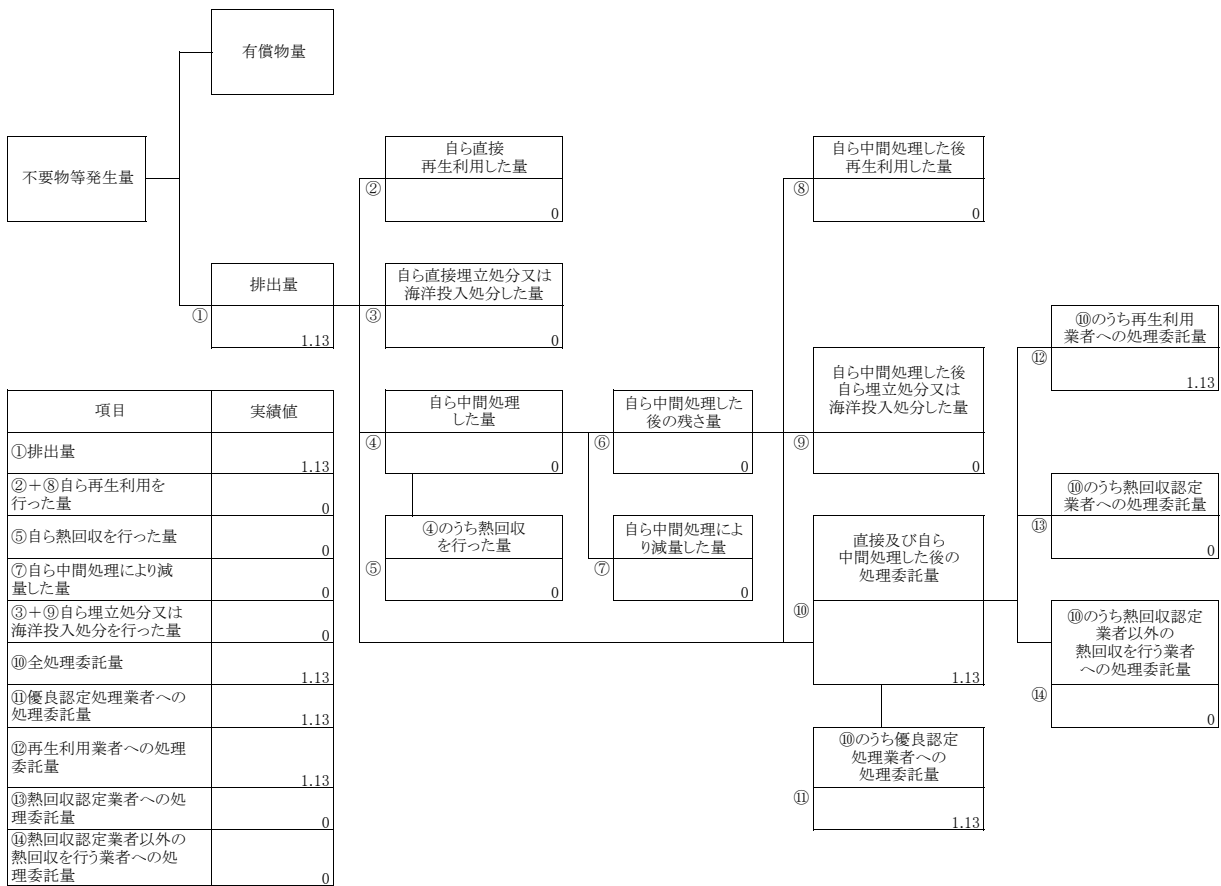 有償物量
不要物等発生量
自ら直接
再生利用した量
②
0
自ら中間処理した後
再生利用した量
⑧
0
排出量
①
1.13
自ら直接埋立処分又は
海洋投入処分した量
③
0
⑩のうち再生利用
業者への処理委託量
⑫
1.13
自ら中間処理
した量
④
0
自ら中間処理した
後の残さ量
⑥
0
自ら中間処理した後
自ら埋立処分又は
海洋投入処分した量
⑨
0
⑩のうち熱回収認定
業者への処理委託量
⑬
0
④のうち熱回収
を行った量
⑤
0
自ら中間処理によ
り減量した量
⑦
0
直接及び自ら
中間処理した後の
処理委託量
⑩
1.13
⑩のうち熱回収認定
業者以外の
熱回収を行う業者
への処理委託量
⑭
0
⑩のうち優良認定
処理業者への
処理委託量
⑪
1.13
項目 実績値
①排出量
1.13
②＋⑧自ら再生利用を
行った量
0
⑤自ら熱回収を行った量
0
⑦自ら中間処理により減
量した量
0
③＋⑨自ら埋立処分又は
海洋投入処分を行った量
0
⑩全処理委託量
1.13
⑪優良認定処理業者への
処理委託量
1.13
⑫再生利用業者への処理
委託量
1.13
⑬熱回収認定業者への処
理委託量
0
⑭熱回収認定業者以外の
熱回収を行う業者への処
理委託量
0